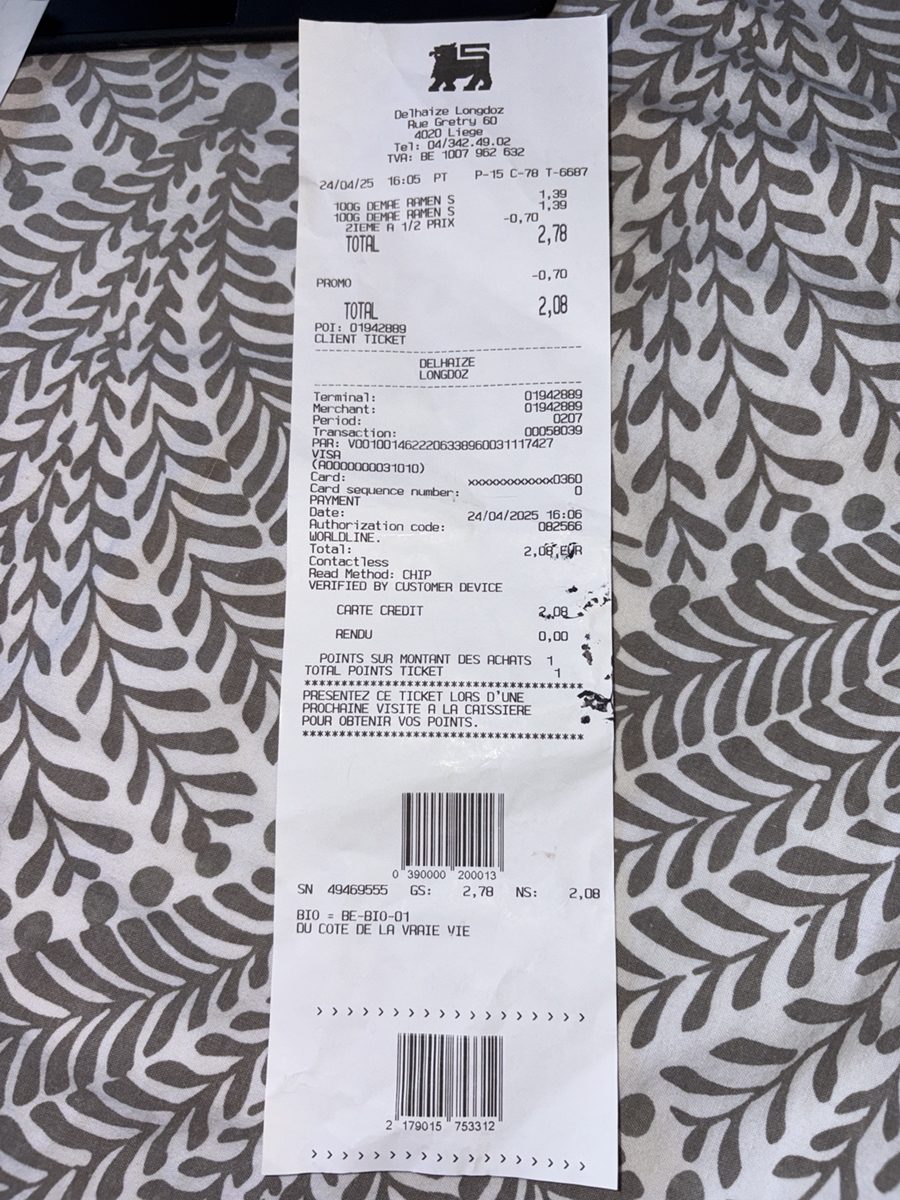 Delhaize Longdoz
Rue Gretry 60
4020 Liege
Tel: 04/342.49.02
TVA: BE 1007 962 632
24/04/25 16:05 PT P-15 C-78 T-6687
100G DEMAE RAMEN S 1,39
100G DEMAE RAMEN S 1,39
2IEME A 1/2 PRIX -0,70
TOTAL 2,78
PROMO -0,70
TOTAL 2,08
POI: 01942889
CLIENT TICKET
--------------------------------
DELHAIZE
LONGDOZ
--------------------------------
Terminal: 01942889
Merchant: 01942889
Period: 0207
Transaction: 00058039
PAR: V0010014622206338960031117427
VISA
(A0000000031010)
Card: xxxxxxxxxxxx0360
Card sequence number: 0
PAYMENT
Date: 24/04/2025 16:06
Authorization code: 082566
WORLDLINE.
Total: 2,08 EUR
Contactless
Read Method: CHIP
VERIFIED BY CUSTOMER DEVICE
CARTE CREDIT 2,08
RENDU 0,00
POINTS SUR MONTANT DES ACHATS 1
TOTAL POINTS TICKET 1
************************************
PRESENTEZ CE TICKET LORS D'UNE
PROCHAINE VISITE A LA CAISSIERE
POUR OBTENIR VOS POINTS.
************************************
0 390000 200013
SN 49469555 GS: 2,78 NS: 2,08
BIO = BE-BIO-01
DU COTE DE LA VRAIE VIE
> > > > > > > > > > > > > > > > > >
2 179015 753312
> > > > > > > > > > > > > > > > > >